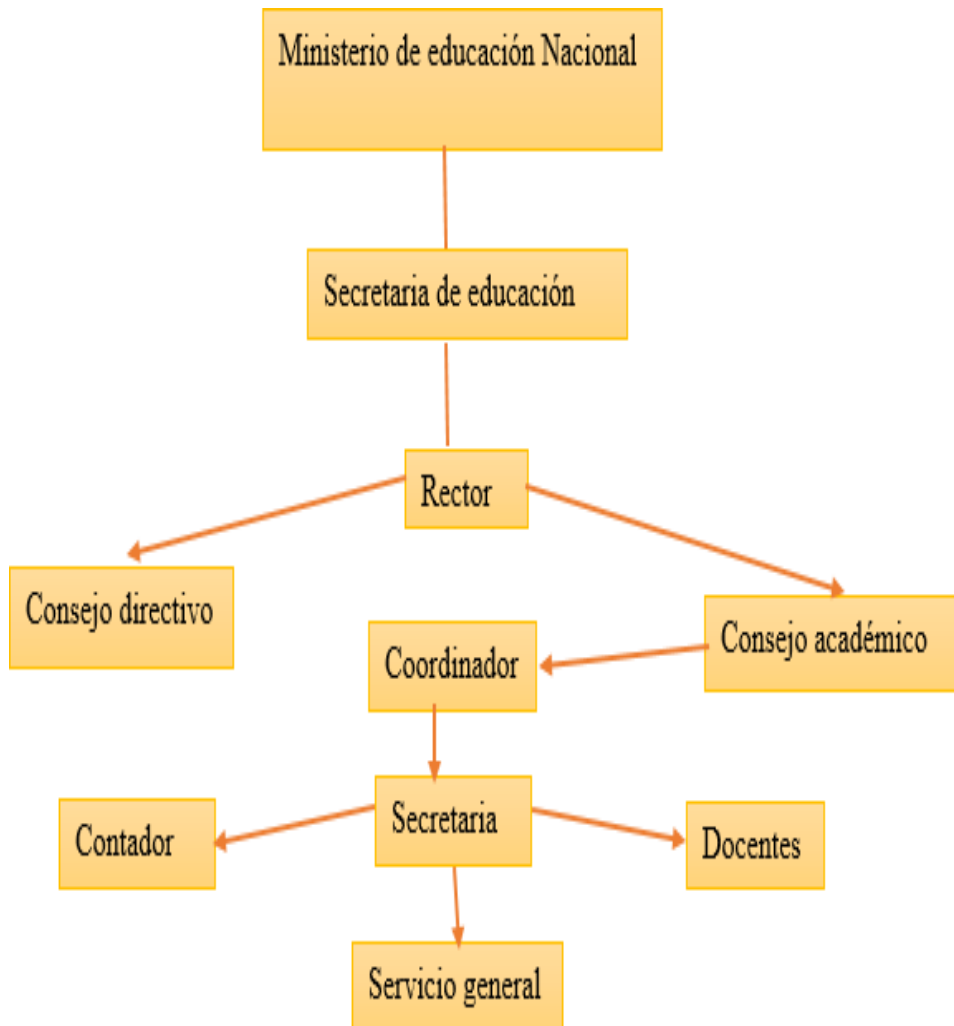 Ministerio de educación Nacional
Secretaria de educación
Rector
Consejo directivo
Consejo académico
Coordinador
Secretaria
Contador
Docentes
Servicio general